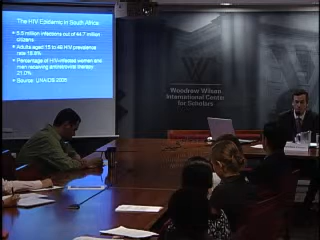 The HIV Epidemic in South Africa
5.5 million infections out of 44.7 million
citizens
Adults aged 15 to 49 HIV prevalence
rate 18.8%
Percentage of HIV-infected women and
men receiving antiretroviral therapy:
21.0%
Source: UNAIDS 2006
Woodrow Wilson
International Center
for Scholars